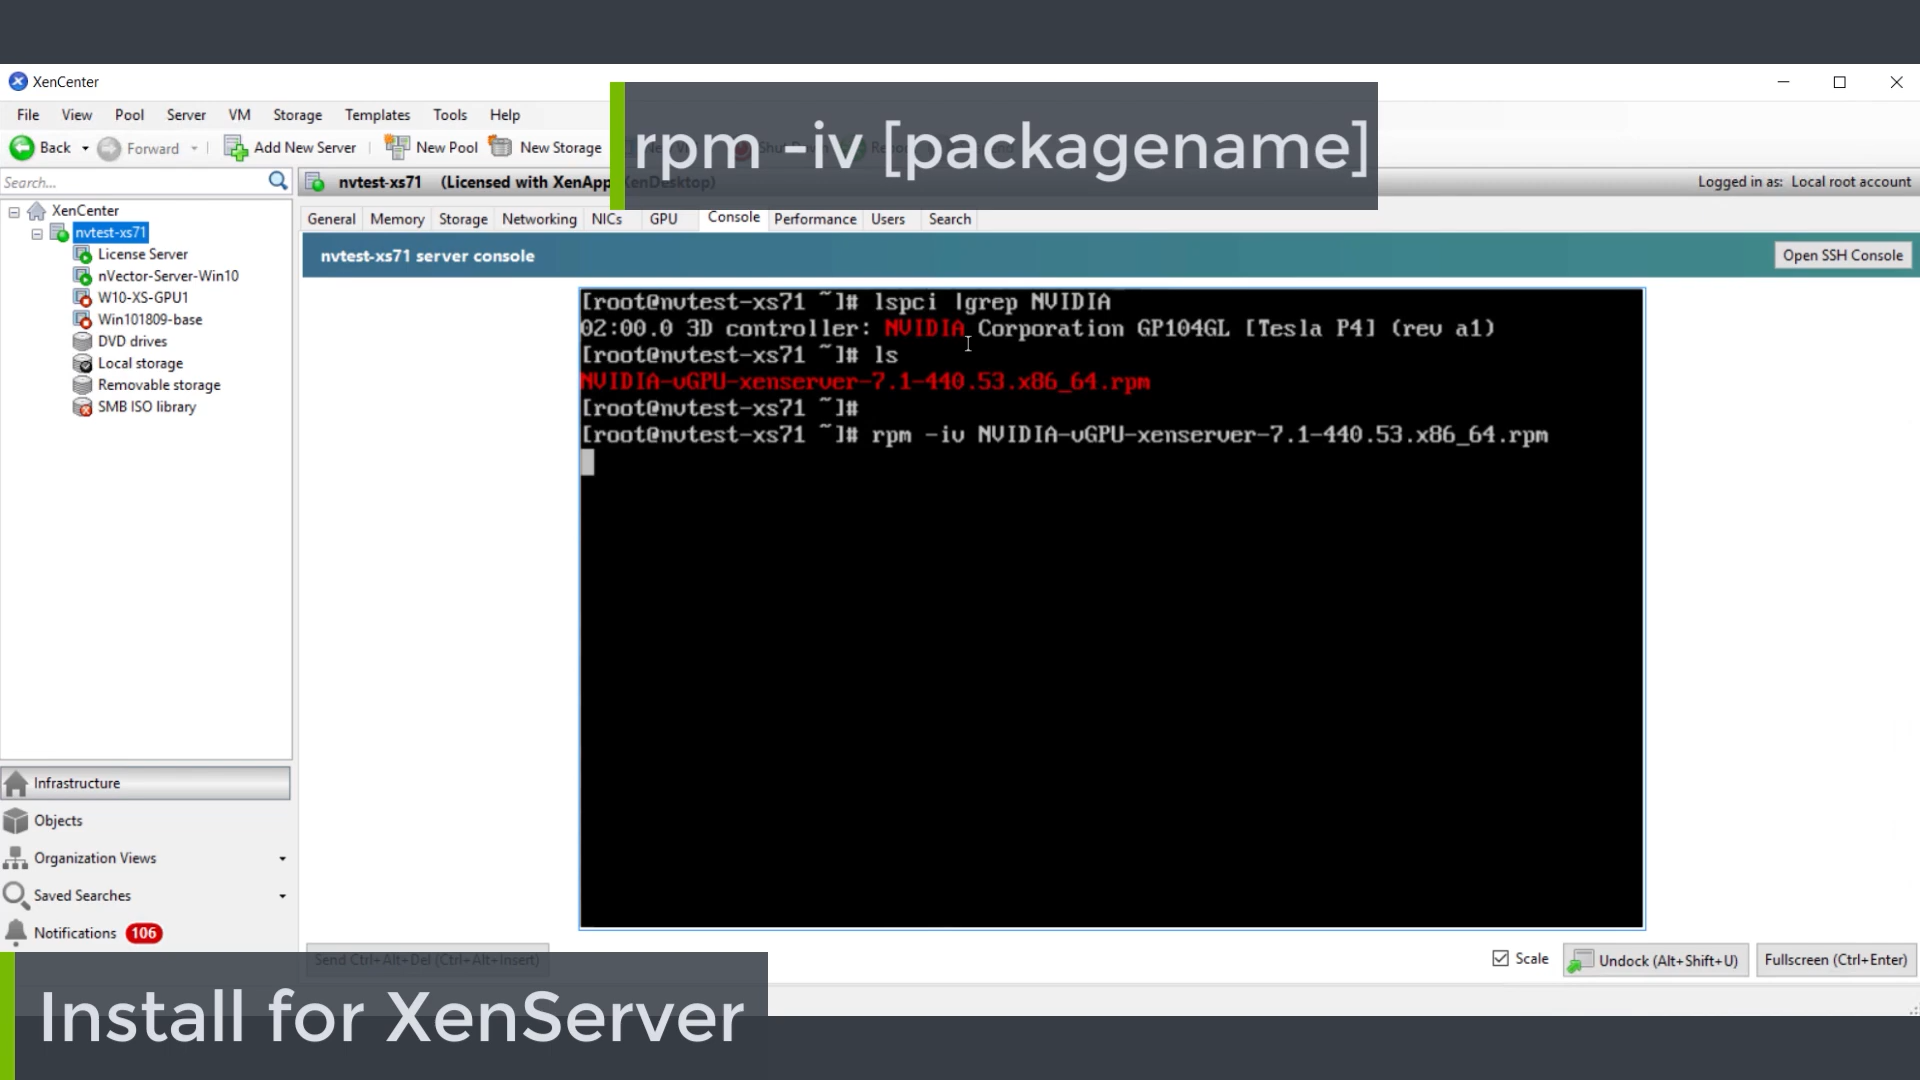 XenCenter
rpm -iv [packagename]
File View Pool Server VM Storage Templates Tools Help
Back Forward Add New Server New Pool New Storage
Search...
nvtest-xs71 (Licensed with XenApp
Logged in as: Local root account
XenCenter
nvtest-xs71
License Server
nVector-Server-Win10
W10-XS-GPU1
Win101809-base
DVD drives
Local storage
Removable storage
SMB ISO library
General Memory Storage Networking NICs GPU Console Performance Users Search
nvtest-xs71 server console
Open SSH Console
[root@nvtest-xs71 ~]# lspci |grep NVIDIA
02:00.0 3D controller: NVIDIA Corporation GP104GL [Tesla P4] (rev a1)
[root@nvtest-xs71 ~]# ls
NVIDIA-vGPU-xenserver-7.1-440.53.x86_64.rpm
[root@nvtest-xs71 ~]#
[root@nvtest-xs71 ~]# rpm -iv NVIDIA-vGPU-xenserver-7.1-440.53.x86_64.rpm
Infrastructure
Objects
Organization Views
Saved Searches
Notifications 106
Send Ctrl+Alt+Del (Ctrl+Alt+Insert)
Scale
Undock (Alt+Shift+U)
Fullscreen (Ctrl+Enter)
Install for XenServer